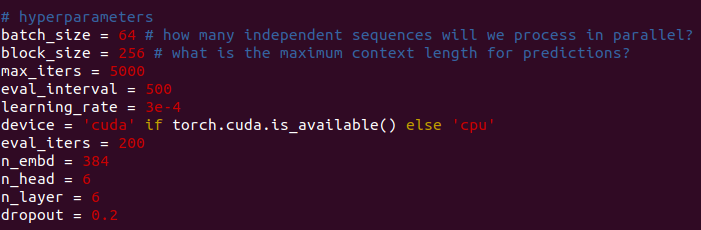 # hyperparameters
batch_size = 64 # how many independent sequences will we process in parallel?
block_size = 256 # what is the maximum context length for predictions?
max_iters = 5000
eval_interval = 500
learning_rate = 3e-4
device = 'cuda' if torch.cuda.is_available() else 'cpu'
eval_iters = 200
n_embd = 384
n_head = 6
n_layer = 6
dropout = 0.2